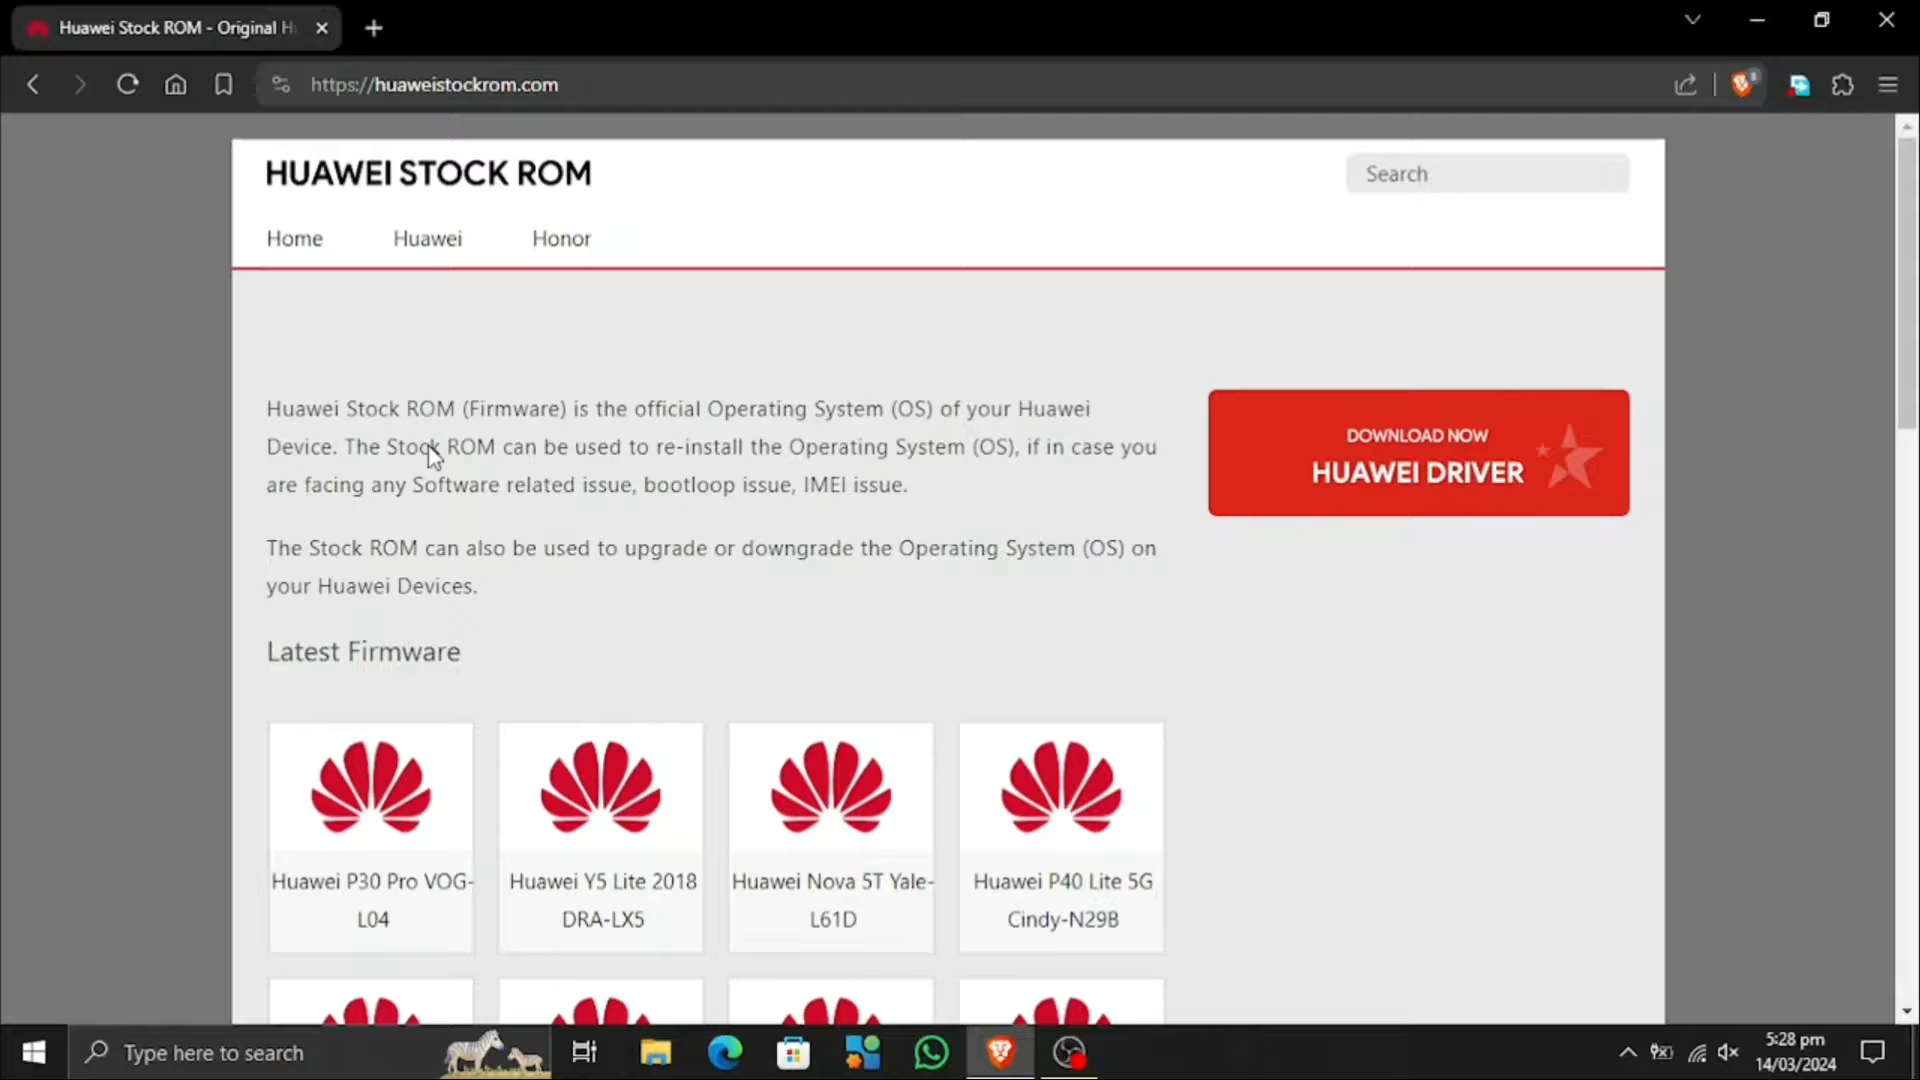 Huawei Stock ROM - Original H
https://huaweistockrom.com
3
HUAWEI STOCK ROM
Search
Home
Huawei
Honor
Huawei Stock ROM (Firmware) is the official Operating System (OS) of your Huawei
Device. The Stock ROM can be used to re-install the Operating System (OS), if in case you
are facing any Software related issue, bootloop issue, IMEI issue.
The Stock ROM can also be used to upgrade or downgrade the Operating System (OS) on
your Huawei Devices.
DOWNLOAD NOW
HUAWEI DRIVER
Latest Firmware
Huawei P30 Pro VOG-
L04
Huawei Y5 Lite 2018
DRA-LX5
Huawei Nova 5T Yale-
L61D
Huawei P40 Lite 5G
Cindy-N29B
Type here to search
5:28 pm
14/03/2024